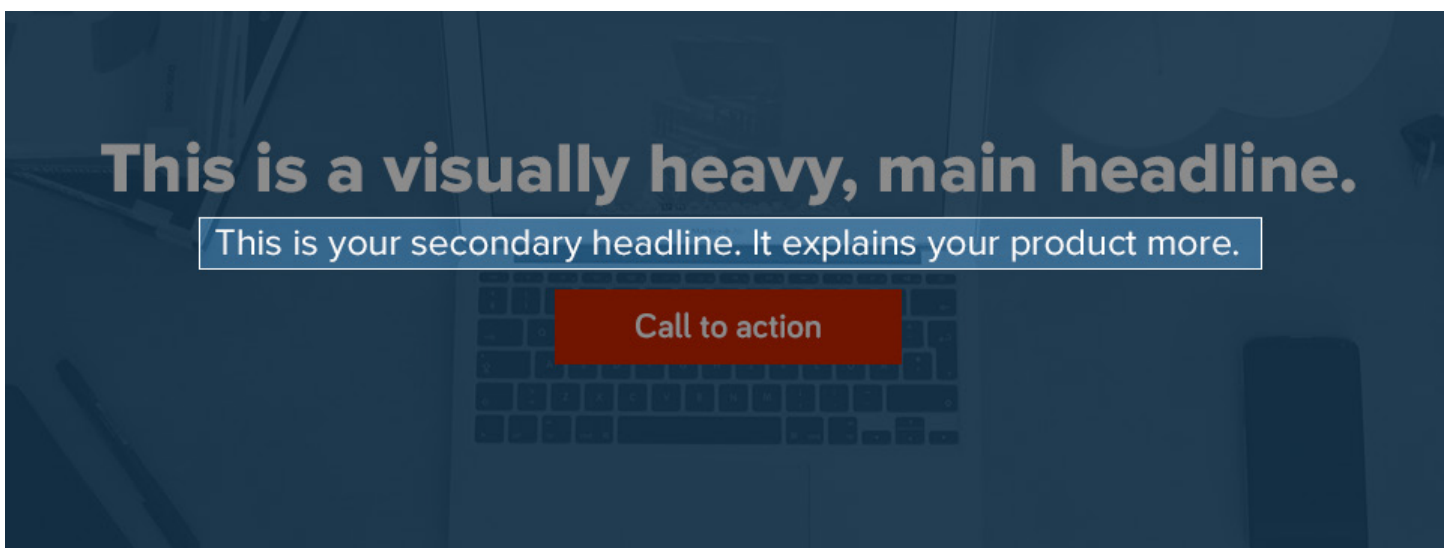 This is a visually heavy, main headline.
This is your secondary headline. It explains your product more.
Call to action